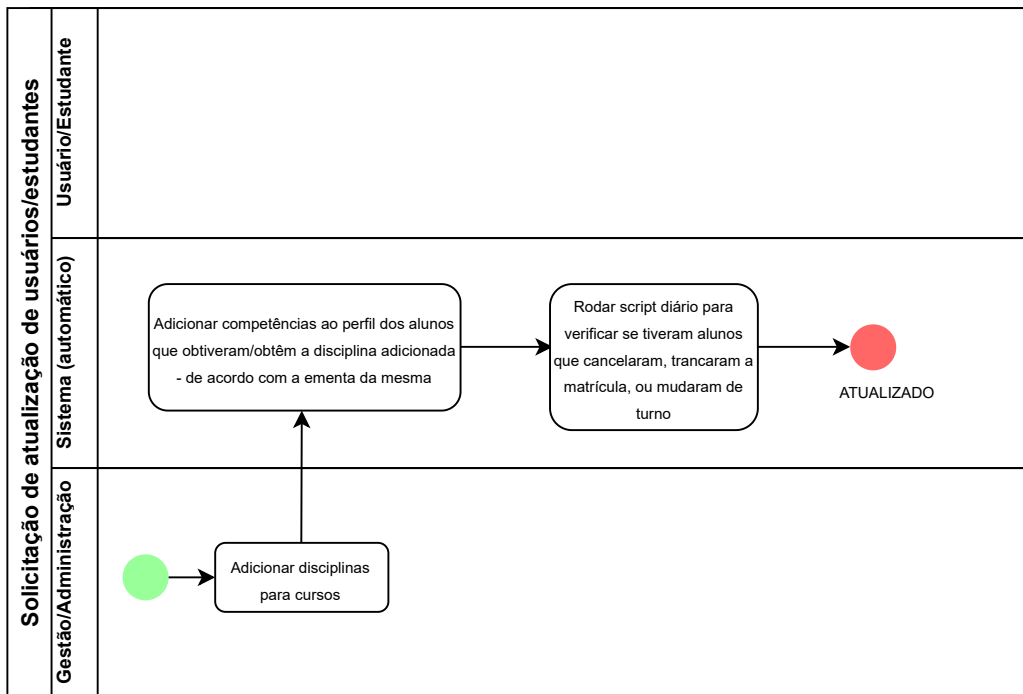 Solicitação de atualização de usuários/estudantes
Usuário/Estudante
Sistema (automático)
Adicionar competências ao perfil dos alunos
que obtiveram/obtêm a disciplina adicionada
- de acordo com a ementa da mesma
Rodar script diário para
verificar se tiveram alunos
que cancelaram, trancaram a
matrícula, ou mudaram de
turno
ATUALIZADO
Gestão/Administração
Adicionar disciplinas
para cursos